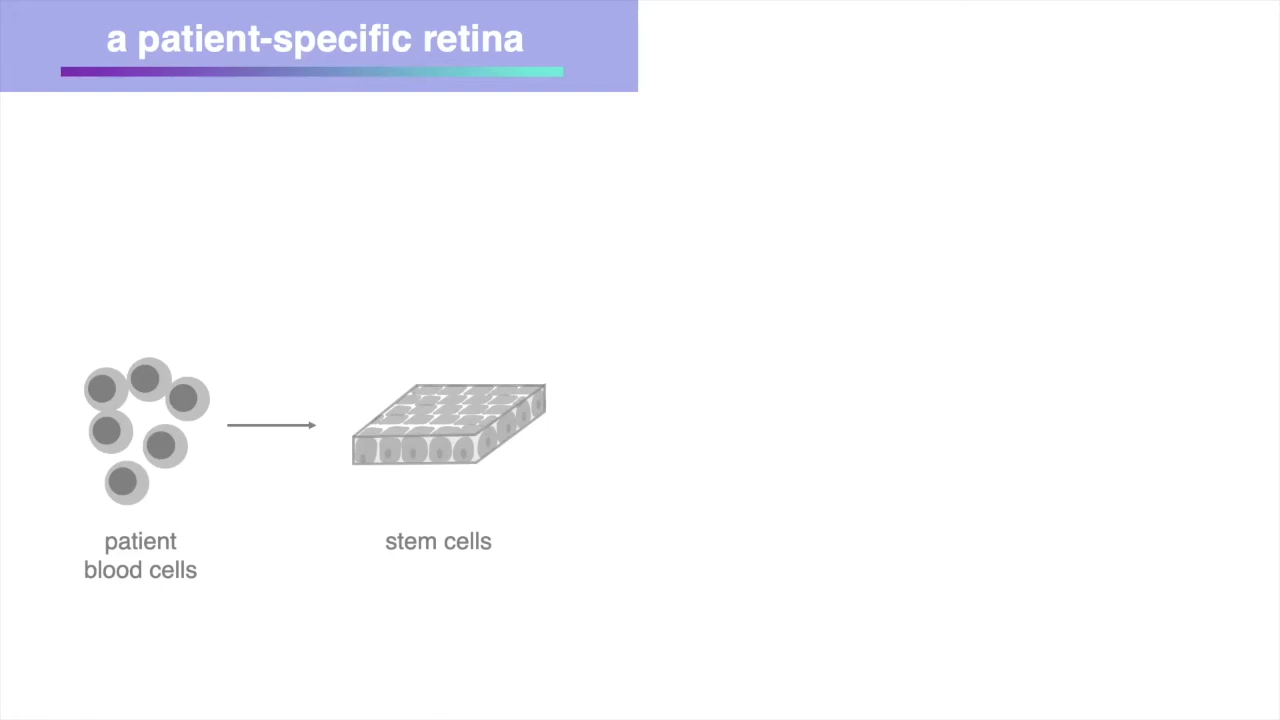 a patient-specific retina
patient
blood cells
stem cells